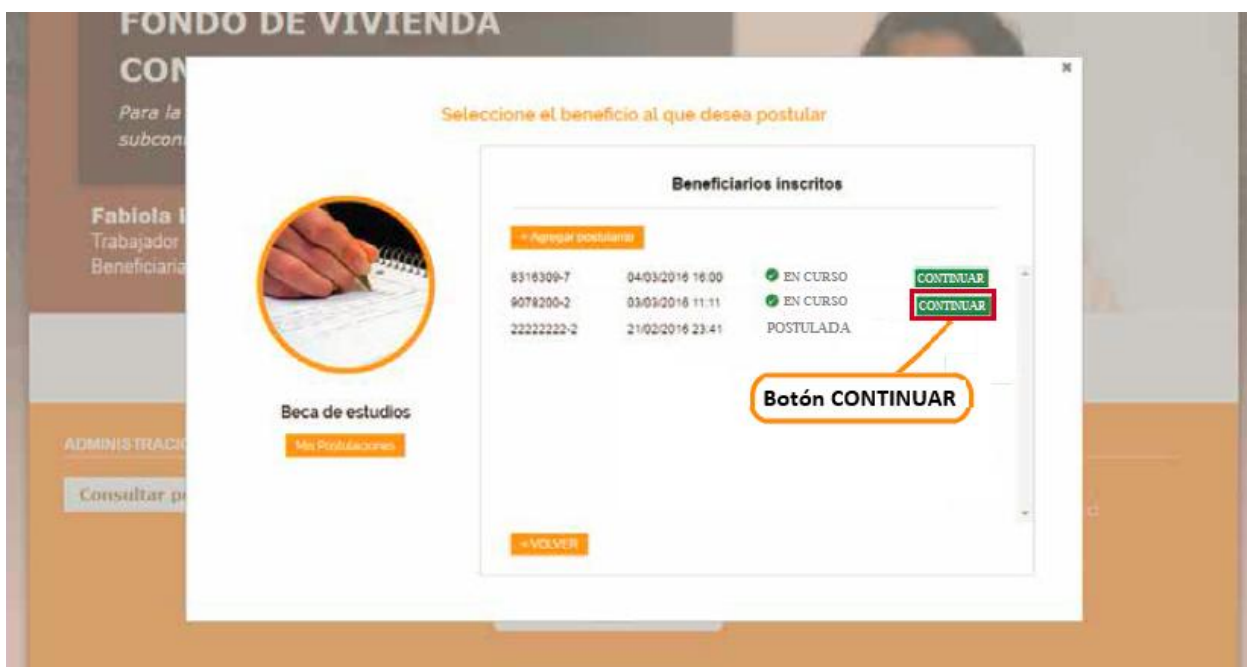 FONDO DE VIVIENDA
CON
Para la
subcon
Seleccione el beneficio al que desea postular
Beneficiarios inscritos
+ Agregar postulante
8316309-7 04/03/2016 16:00 EN CURSO CONTINUAR
9078200-2 03/03/2016 11:11 EN CURSO CONTINUAR
22222222-2 21/02/2016 23:41 POSTULADA
Botón CONTINUAR
Fabiola
Trabajador
Beneficiaria
Beca de estudios
Mis Postulaciones
ADMINISTRACI
Consultar
« VOLVER